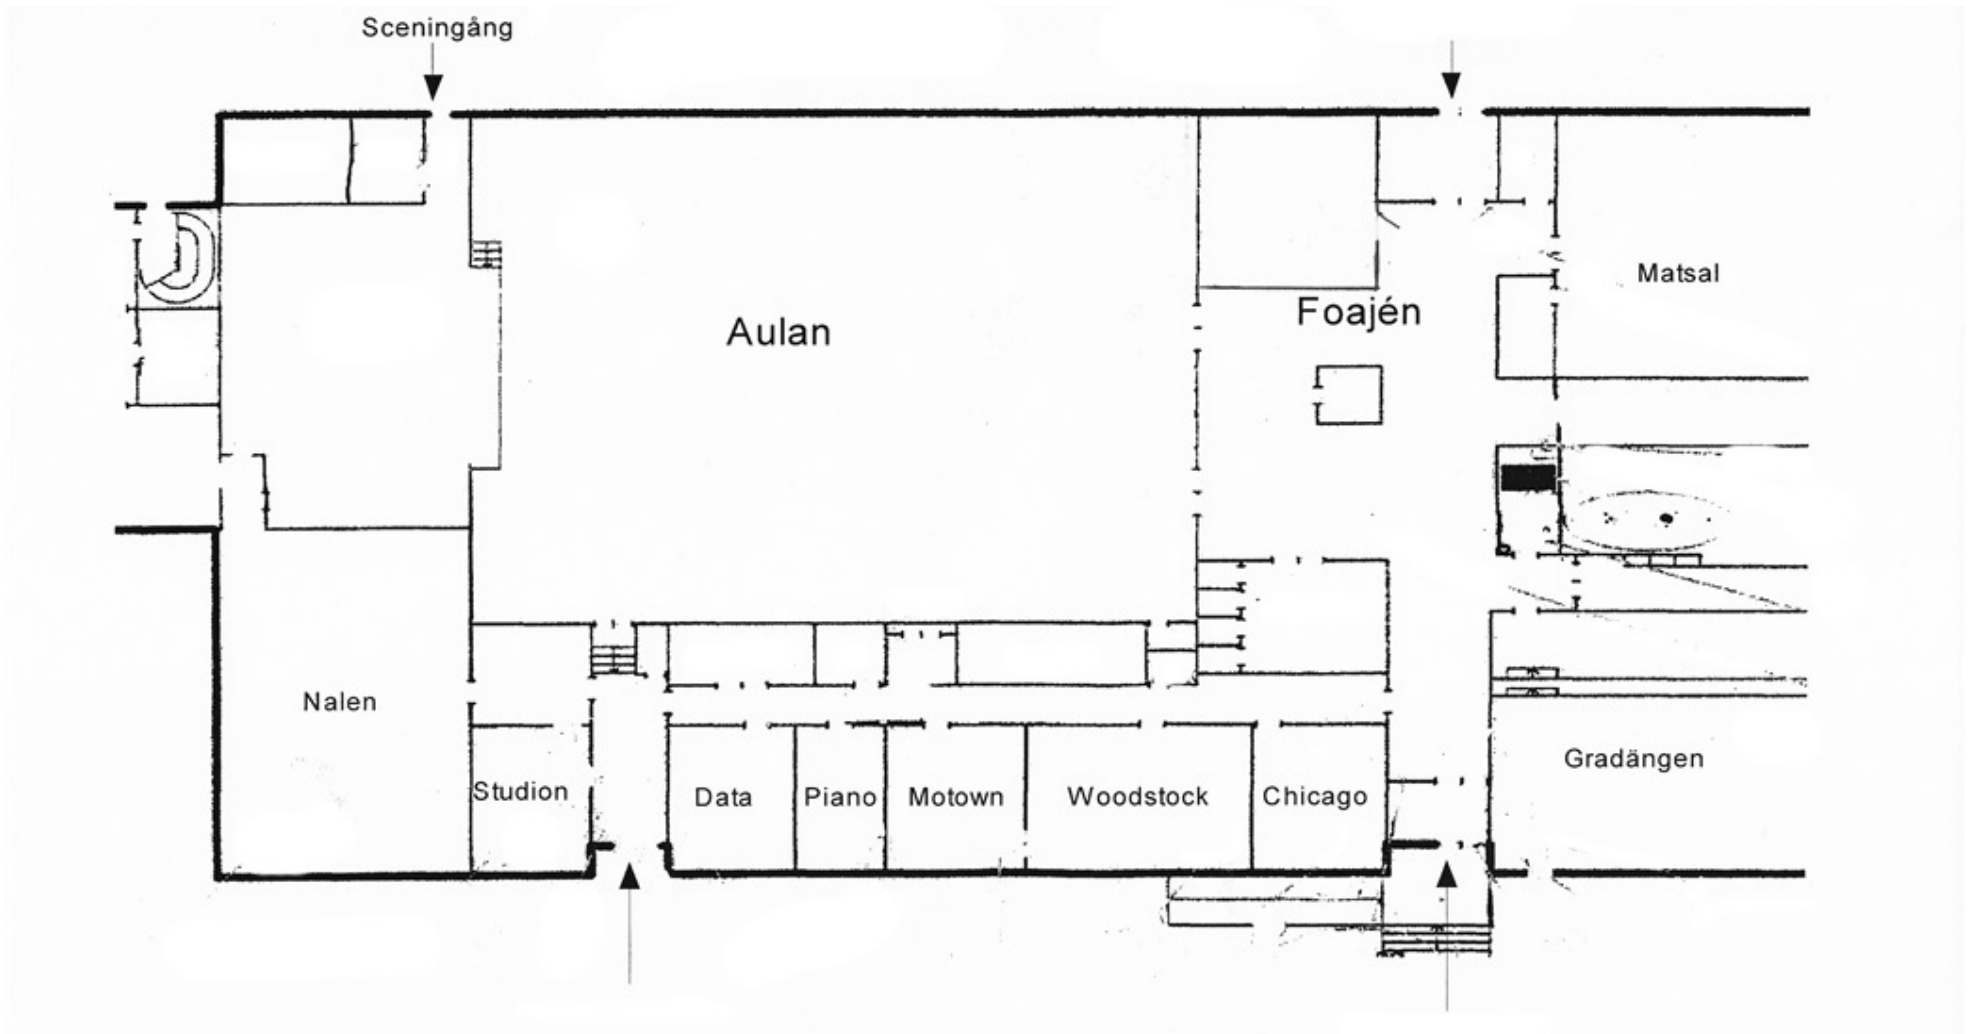 Sceningång
Matsal
Foajén
Aulan
Nalen
Gradängen
Studion
Data
Piano
Motown
Woodstock
Chicago